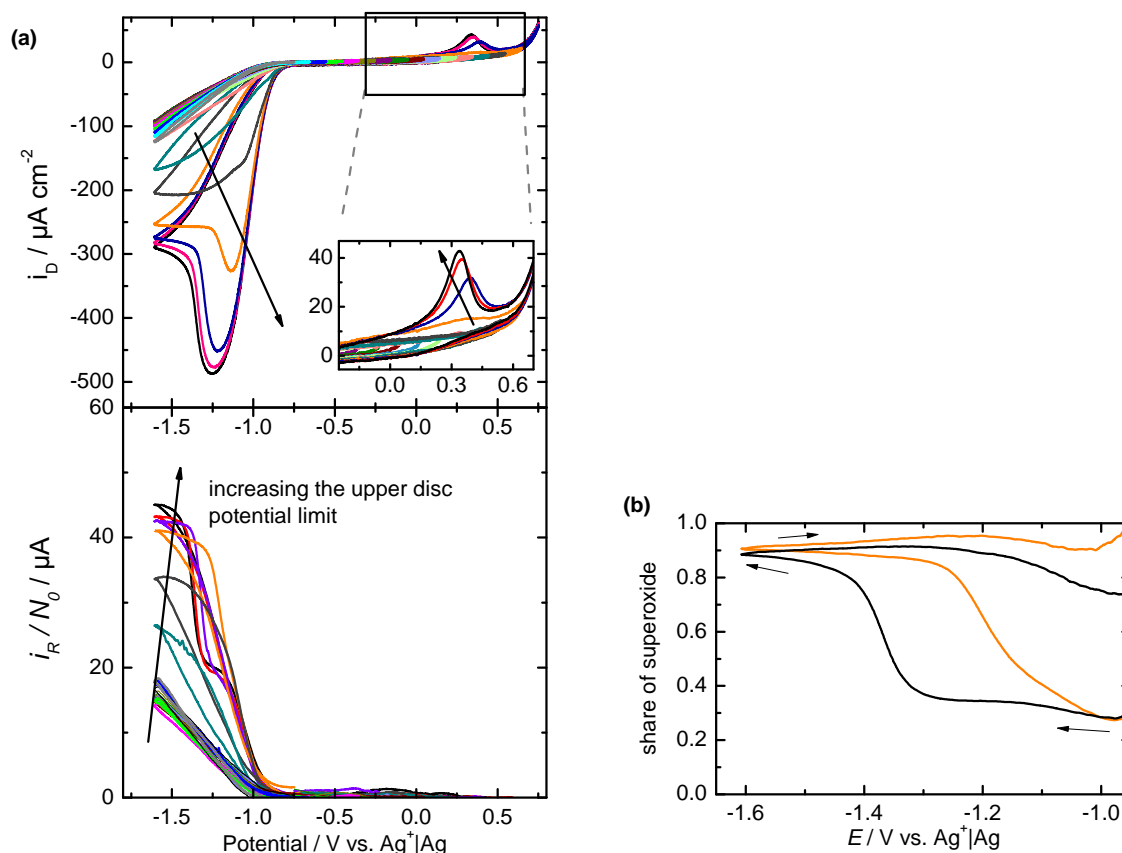 (a)
0
-100
-200
-300
-400
-500
i_D / µA cm⁻²
40
20
0
0.0 0.3 0.6
-1.5 -1.0 -0.5 0.0 0.5
60
40
20
0
i_R / N_0 / µA
increasing the upper disc
potential limit
-1.5 -1.0 -0.5 0.0 0.5
Potential / V vs. Ag⁺|Ag
(b)
1.0
0.8
0.6
0.4
0.2
0.0
share of superoxide
-1.6 -1.4 -1.2 -1.0
E / V vs. Ag⁺|Ag